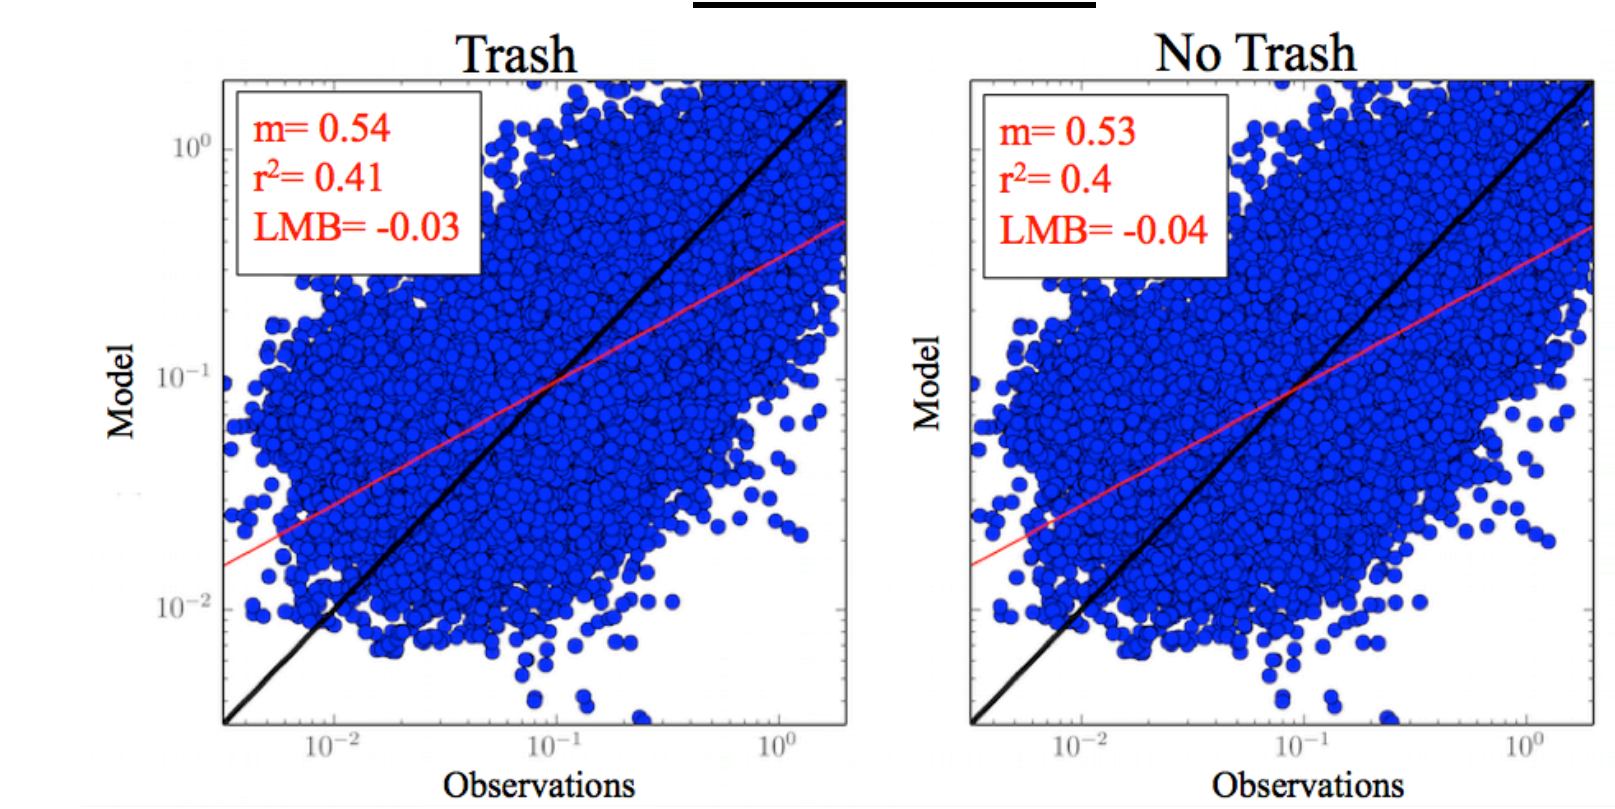 Trash
m= 0.54
r²= 0.41
LMB= -0.03
10⁰
10⁻¹
10⁻²
Model
10⁻²
10⁻¹
10⁰
Observations
No Trash
m= 0.53
r²= 0.4
LMB= -0.04
Model
10⁻²
10⁻¹
10⁰
Observations